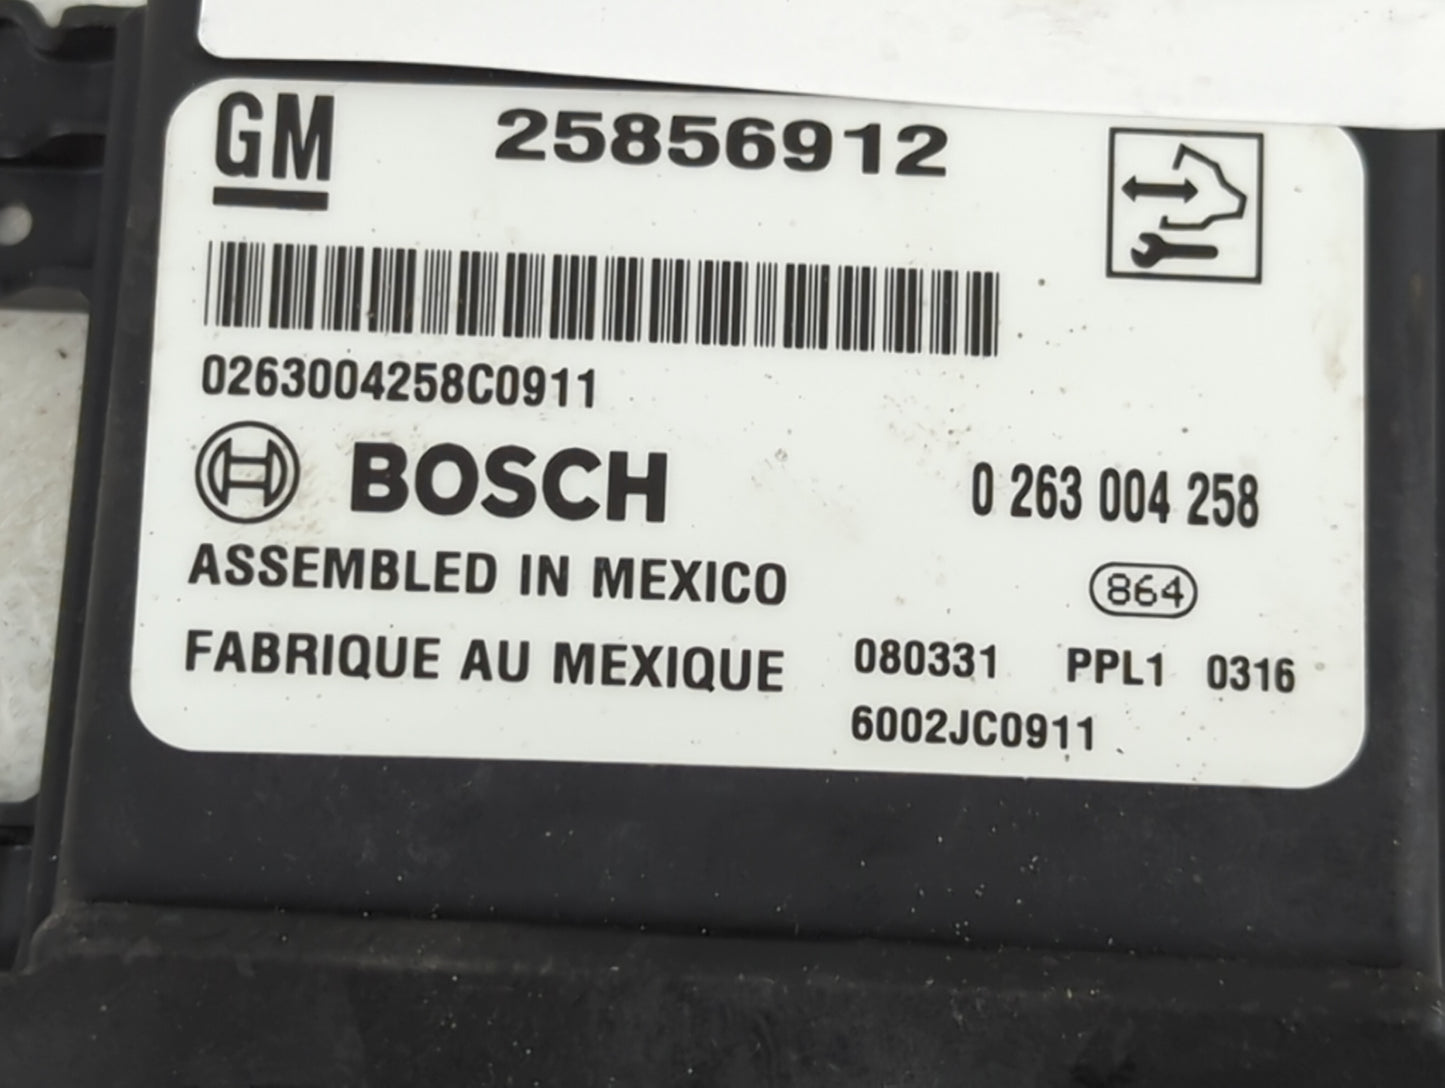 GM 25856912
0263004258C0911
BOSCH 0 263 004 258
ASSEMBLED IN MEXICO 864
FABRIQUE AU MEXIQUE 080331 PPL1 0316
6002JC0911